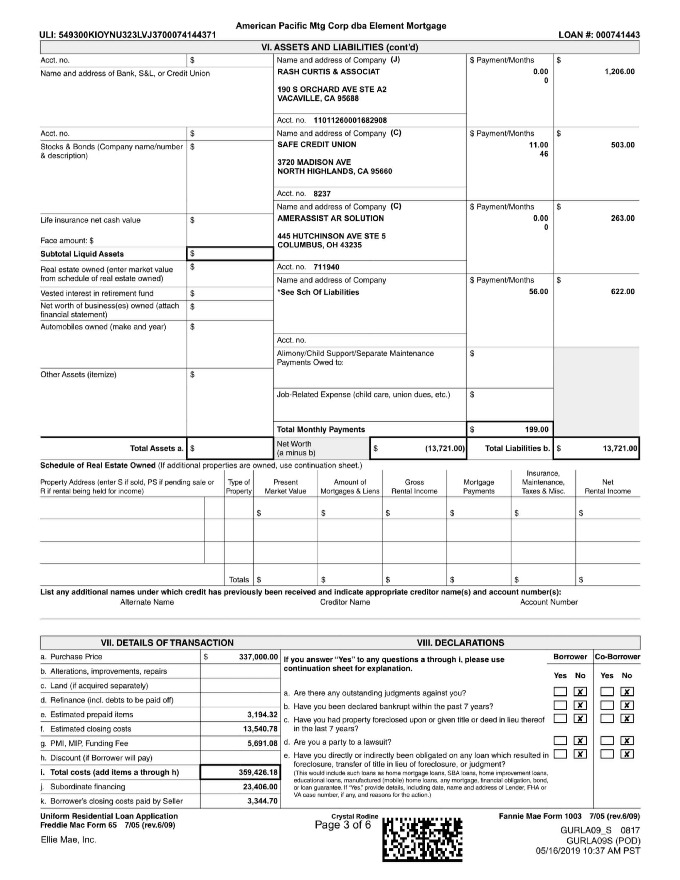 American Pacific Mtg Corp dba Element Mortgage
ULI: 549300KIOYNU323LVJ3700074144371 LOAN #: 000741443
VI. ASSETS AND LIABILITIES (cont'd)
Acct. no. $
Name and address of Bank, S&L, or Credit Union
Name and address of Company (J) $ Payment/Months $
RASH CURTIS & ASSOCIAT 0.00 1,206.00
0
190 S ORCHARD AVE STE A2
VACAVILLE, CA 95688
Acct. no. 11011260001682908
Acct. no. $
Stocks & Bonds (Company name/number $
& description)
Name and address of Company (C) $ Payment/Months $
SAFE CREDIT UNION 11.00 503.00
46
3720 MADISON AVE
NORTH HIGHLANDS, CA 95660
Acct. no. 8237
Life insurance net cash value $
Face amount: $
Subtotal Liquid Assets $
Name and address of Company (C) $ Payment/Months $
AMERASSIST AR SOLUTION 0.00 263.00
0
445 HUTCHINSON AVE STE 5
COLUMBUS, OH 43235
Acct. no. 711940
Real estate owned (enter market value $
from schedule of real estate owned)
Vested interest in retirement fund $
Net worth of business(es) owned (attach $
financial statement)
Automobiles owned (make and year) $
Name and address of Company $ Payment/Months $
*See Sch Of Liabilities 56.00 622.00
Acct. no.
Alimony/Child Support/Separate Maintenance $
Payments Owed to:
Other Assets (itemize) $
Job-Related Expense (child care, union dues, etc.) $
Total Monthly Payments $ 199.00
Total Assets a. $ Net Worth $ (13,721.00) Total Liabilities b. $ 13,721.00
(a minus b)
Schedule of Real Estate Owned (If additional properties are owned, use continuation sheet.)
Property Address (enter S if sold, PS if pending sale or
R if rental being held for income)
Type of
Property
Present
Market Value
Amount of
Mortgages & Liens
Gross
Rental Income
Mortgage
Payments
Insurance,
Maintenance,
Taxes & Misc.
Net
Rental Income
$ $ $ $ $ $
Totals $ $ $ $ $ $
List any additional names under which credit has previously been received and indicate appropriate creditor name(s) and account number(s):
Alternate Name Creditor Name Account Number
VII. DETAILS OF TRANSACTION
a. Purchase Price $ 337,000.00
b. Alterations, improvements, repairs
c. Land (if acquired separately)
d. Refinance (incl. debts to be paid off)
e. Estimated prepaid items 3,194.32
f. Estimated closing costs 13,540.78
g. PMI, MIP, Funding Fee 5,691.08
h. Discount (if Borrower will pay)
i. Total costs (add items a through h) 359,426.18
j. Subordinate financing 23,406.00
k. Borrower's closing costs paid by Seller 3,344.70
VIII. DECLARATIONS
If you answer "Yes" to any questions a through i, please use
continuation sheet for explanation.
Borrower Co-Borrower
Yes No Yes No
a. Are there any outstanding judgments against you? ✘ ✘
b. Have you been declared bankrupt within the past 7 years? ✘ ✘
c. Have you had property foreclosed upon or given title or deed in lieu thereof ✘ ✘
in the last 7 years?
d. Are you a party to a lawsuit? ✘ ✘
e. Have you directly or indirectly been obligated on any loan which resulted in ✘ ✘
foreclosure, transfer of title in lieu of foreclosure, or judgment?
(This would include such loans as home mortgage loans, SBA loans, home improvement loans,
educational loans, manufactured (mobile) home loans, any mortgage, financial obligation, bond,
or loan guarantee. If "Yes," provide details, including date, name and address of Lender, FHA or
VA case number, if any, and reasons for the action.)
Uniform Residential Loan Application
Freddie Mac Form 65 7/05 (rev.6/09)
Ellie Mae, Inc.
Crystal Rodine
Page 3 of 6
Fannie Mae Form 1003 7/05 (rev.6/09)
GURLA09_S 0817
GURLA09S (POD)
05/16/2019 10:37 AM PST